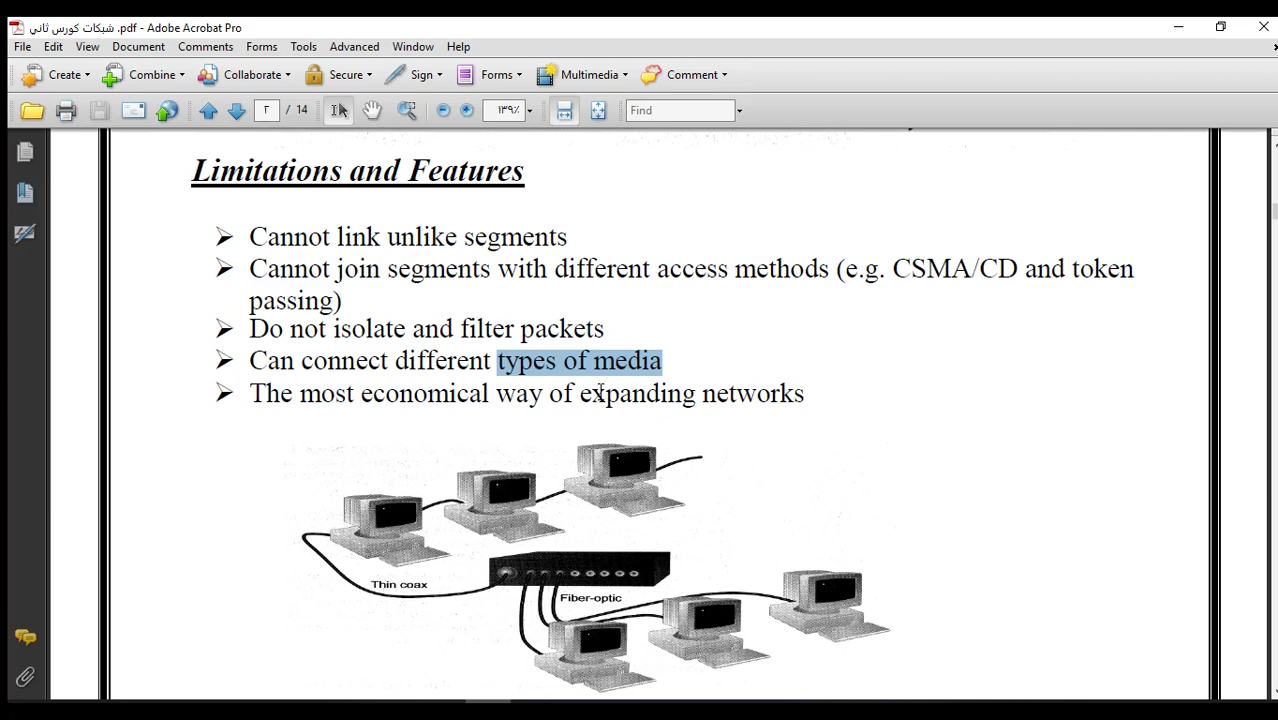 شبكات كورس ثاني .pdf - Adobe Acrobat Pro
File Edit View Document Comments Forms Tools Advanced Window Help
Create Combine Collaborate Secure Sign Forms Multimedia Comment
٢ / 14 ١٣٩٪ Find
Limitations and Features
Cannot link unlike segments
Cannot join segments with different access methods (e.g. CSMA/CD and token
passing)
Do not isolate and filter packets
Can connect different types of media
The most economical way of expanding networks
Thin coax
Fiber-optic